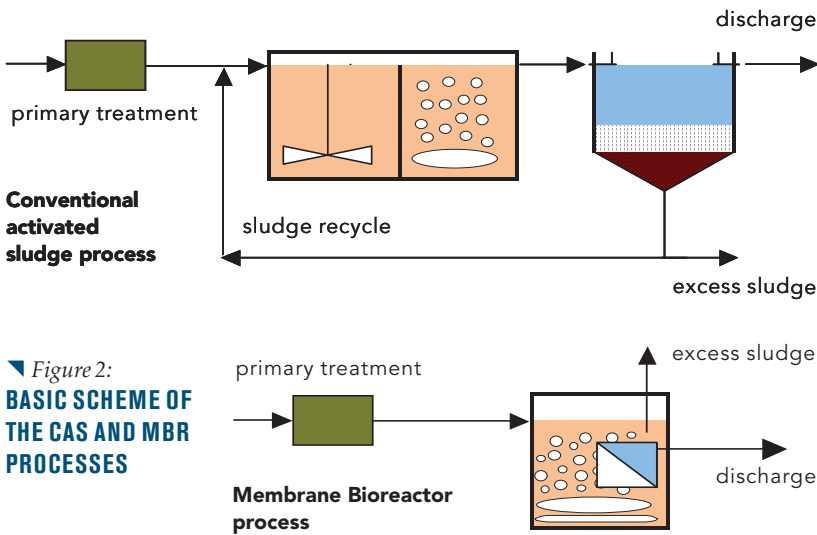 discharge
primary treatment
Conventional
activated
sludge process
sludge recycle
excess sludge
Figure 2:
BASIC SCHEME OF
THE CAS AND MBR
PROCESSES
primary treatment
excess sludge
discharge
Membrane Bioreactor
process